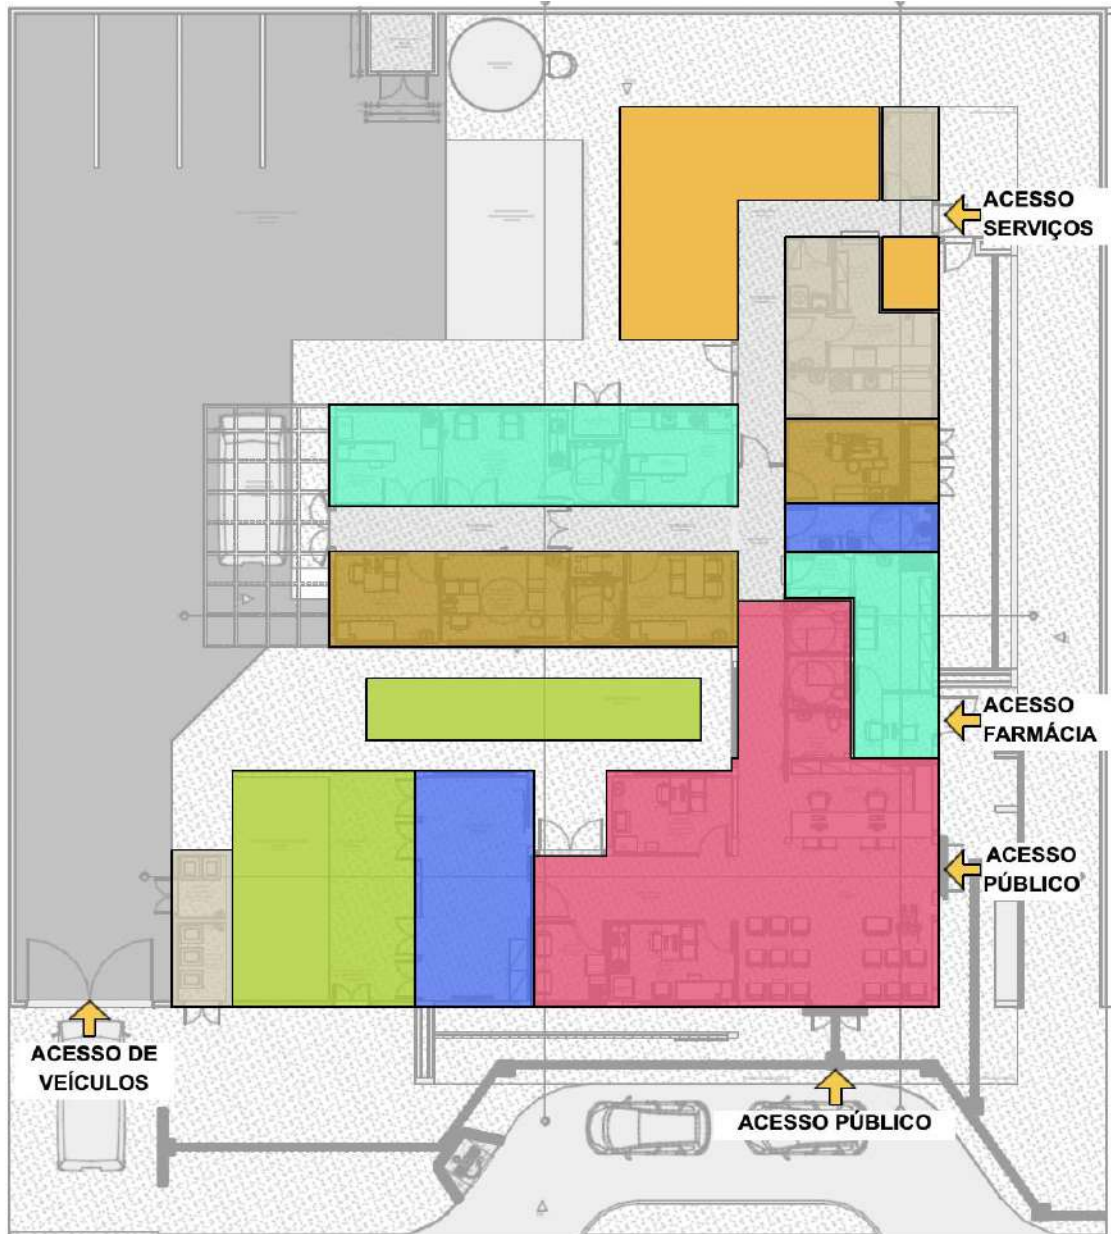 ACESSO
SERVIÇOS
ACESSO
FARMÁCIA
ACESSO
PÚBLICO
ACESSO DE
VEÍCULOS
ACESSO PÚBLICO